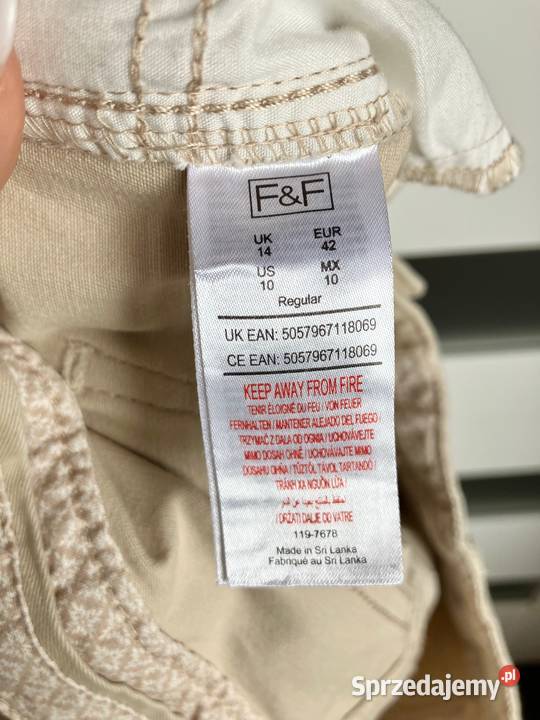 F&F
UK EUR
14 42
US MX
10 10
Regular
UK EAN: 5057967118069
CE EAN: 5057967118069
KEEP AWAY FROM FIRE
TENIR ÉLOIGNÉ DU FEU / VON FEUER
FERNHALTEN / MANTENER ALEJADO DEL FUEGO /
TRZYMAĆ Z DALA OD OGNIA / UCHOVÁVEJTE
MIMO DOSAH OHNĚ / UCHOVÁVAJTE MIMO
DOSAHU OHŇA / TŰZTŐL TÁVOL TARTANDÓ /
TRÁNH XA NGUỒN LỬA /
/ DRŽATI DALJE OD VATRE
119-7678
Made in Sri Lanka
Fabriqué au Sri Lanka
Sprzedajemy.pl